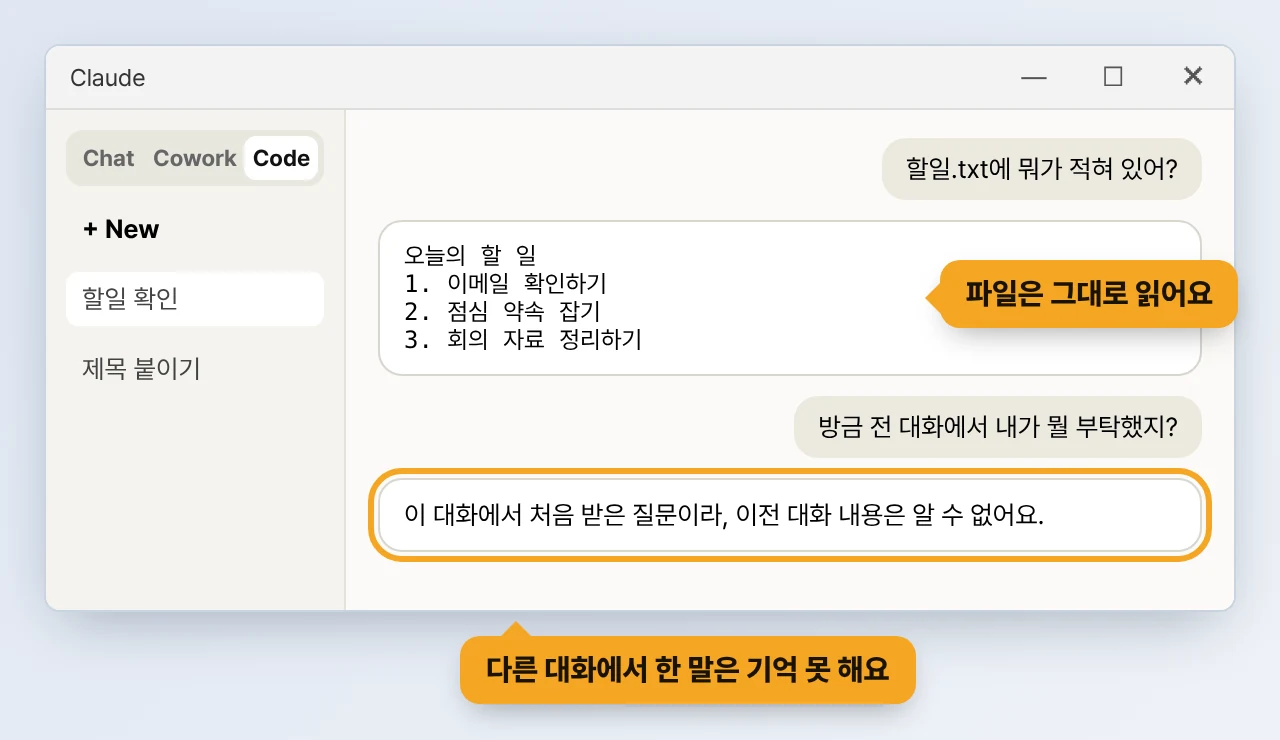 Claude
Chat Cowork Code
+ New
할일 확인
제목 붙이기
할일.txt에 뭐가 적혀 있어?
오늘의 할 일
1. 이메일 확인하기
2. 점심 약속 잡기
3. 회의 자료 정리하기
파일은 그대로 읽어요
방금 전 대화에서 내가 뭘 부탁했지?
이 대화에서 처음 받은 질문이라, 이전 대화 내용은 알 수 없어요.
다른 대화에서 한 말은 기억 못 해요